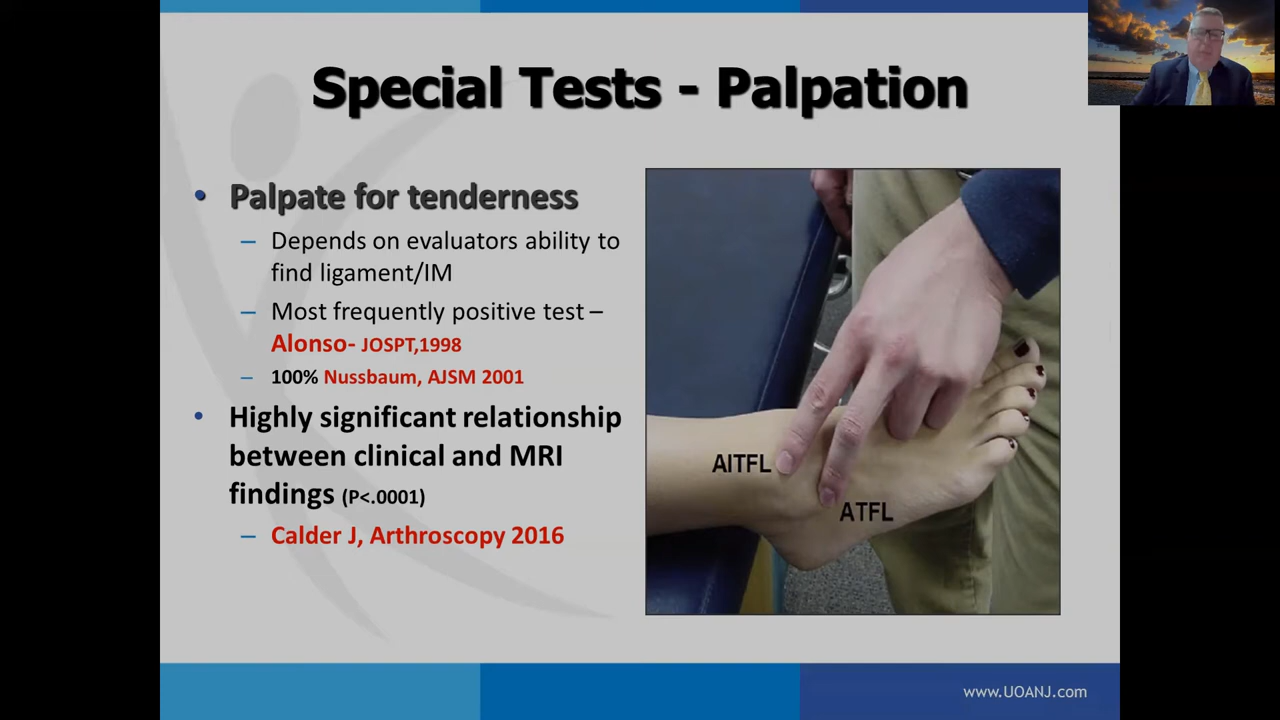 Special Tests - Palpation
• Palpate for tenderness
– Depends on evaluators ability to
find ligament/IM
– Most frequently positive test –
Alonso- JOSPT,1998
– 100% Nussbaum, AJSM 2001
• Highly significant relationship
between clinical and MRI
findings (P<.0001)
– Calder J, Arthroscopy 2016
AITFL
ATFL
www.UOANJ.com